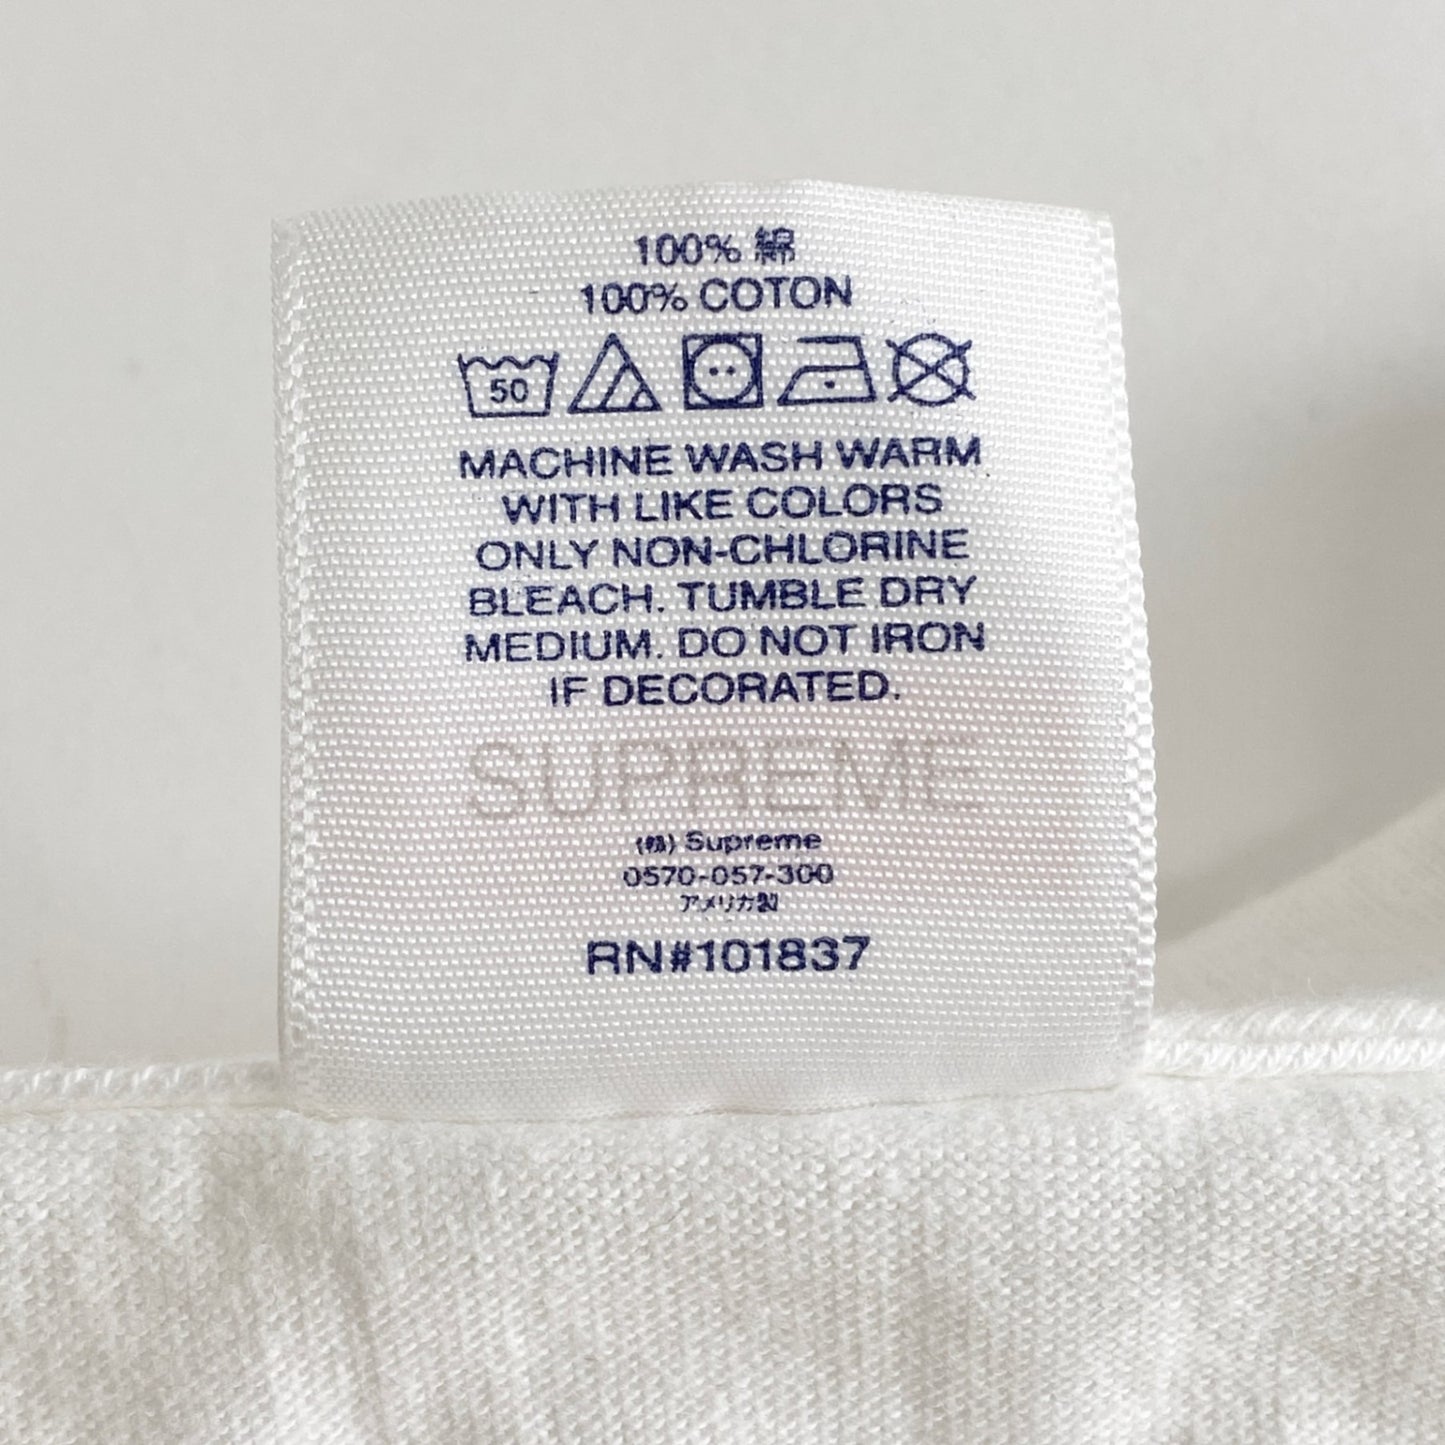 100% 綿
100% COTON
50
MACHINE WASH WARM
WITH LIKE COLORS
ONLY NON-CHLORINE
BLEACH. TUMBLE DRY
MEDIUM. DO NOT IRON
IF DECORATED.
SUPREME
(株) Supreme
0570-057-300
アメリカ製
RN#101837